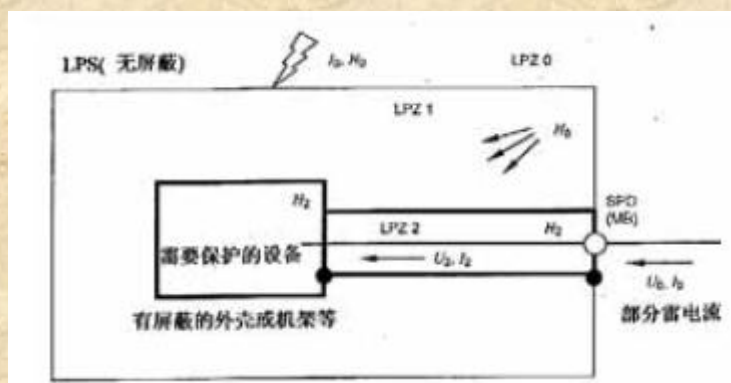 LPS( 无屏蔽)
I₀, H₀
LPZ 0
LPZ 1
H₀
H₂
SPD
(MB)
LPZ 2
H₂
需要保护的设备
U₂, I₂
U₀, I₀
有屏蔽的外壳或机架等
部分雷电流